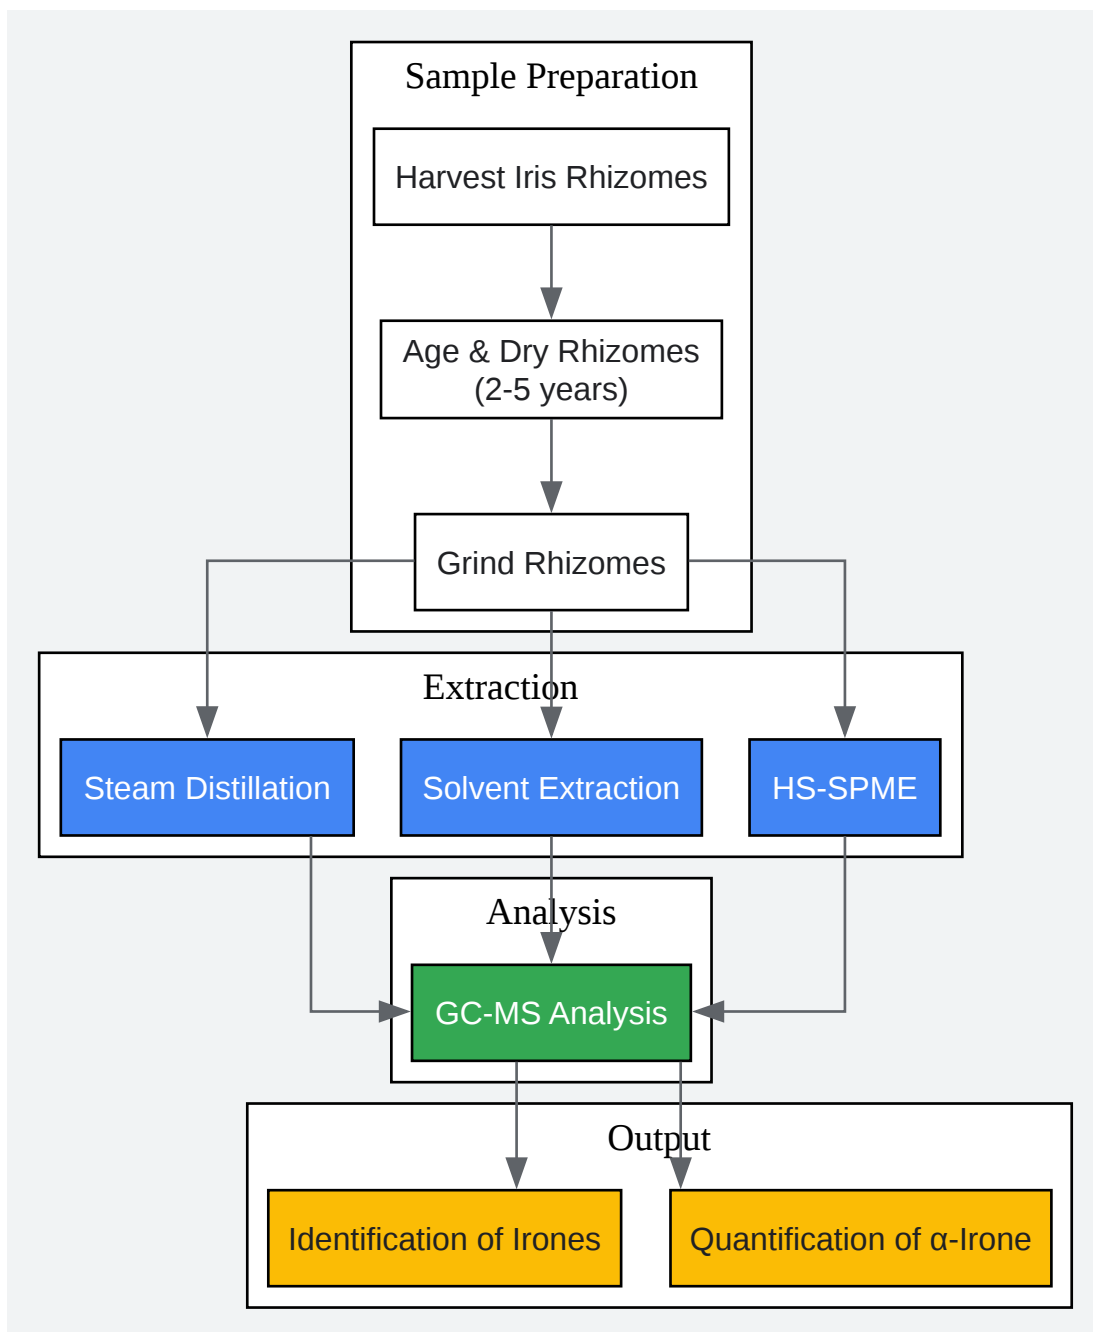 Sample Preparation
Harvest Iris Rhizomes
Age & Dry Rhizomes
(2-5 years)
Grind Rhizomes
Extraction
Steam Distillation
Solvent Extraction
HS-SPME
Analysis
GC-MS Analysis
Output
Identification of Irones
Quantification of α-Irone